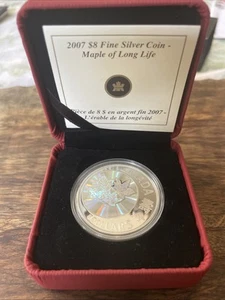 2007 $8 Fine Silver Coin -
Maple of Long Life
Pièce de 8 $ en argent fin 2007 -
L'érable de la longévité